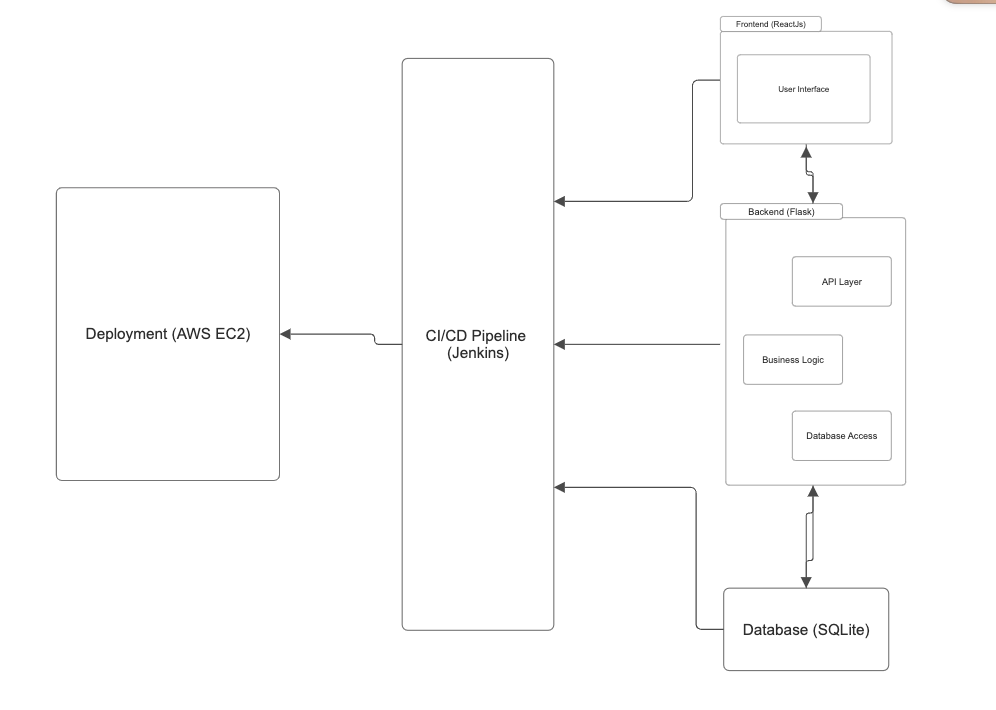 Frontend (ReactJs)
User Interface
Backend (Flask)
API Layer
Business Logic
Database Access
Deployment (AWS EC2)
CI/CD Pipeline
(Jenkins)
Database (SQLite)